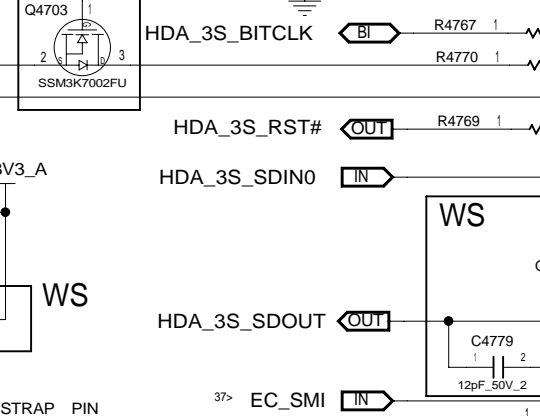 Q4703 1
G
HDA_3S_BITCLK BI R4767 1
2 S D 3 R4770 1
SSM3K7002FU
HDA_3S_RST# OUT R4769 1
3V3_A
HDA_3S_SDIN0 IN
WS
WS
HDA_3S_SDOUT OUT
C4779
1 2
12pF_50V_2
37> EC_SMI IN
STRAP PIN
1